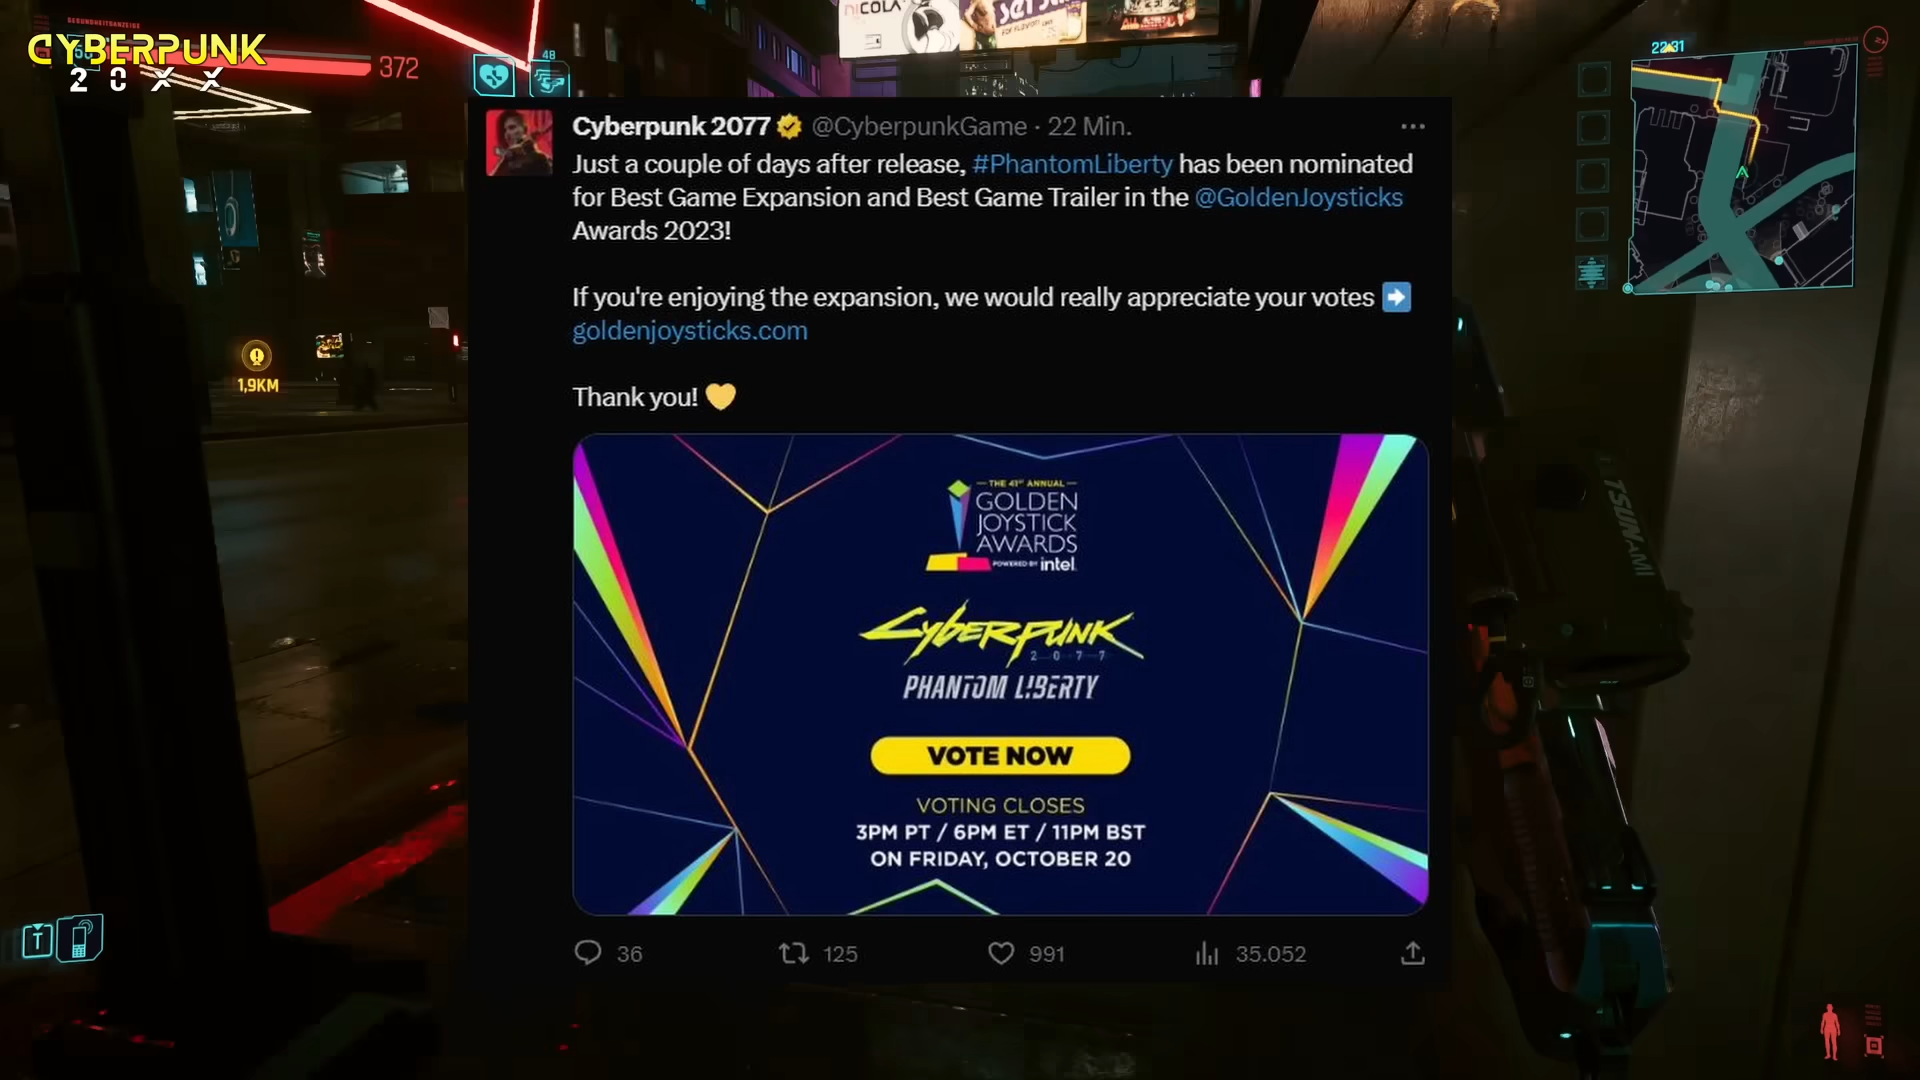 GESUNDHEITSANZEIGE
CYBERPUNK
2 0 X X
372
48
NICOLA
22:31
Cyberpunk 2077 @CyberpunkGame · 22 Min.
Just a couple of days after release, #PhantomLiberty has been nominated
for Best Game Expansion and Best Game Trailer in the @GoldenJoysticks
Awards 2023!
If you're enjoying the expansion, we would really appreciate your votes ➡️
goldenjoysticks.com
1,9KM
Thank you! 💛
THE 41ST ANNUAL
GOLDEN
JOYSTICK
AWARDS
POWERED BY intel
TSUNAMI
CYBERPUNK
2077
PHANTOM LIBERTY
VOTE NOW
VOTING CLOSES
3PM PT / 6PM ET / 11PM BST
ON FRIDAY, OCTOBER 20
T
36 125 991 35.052